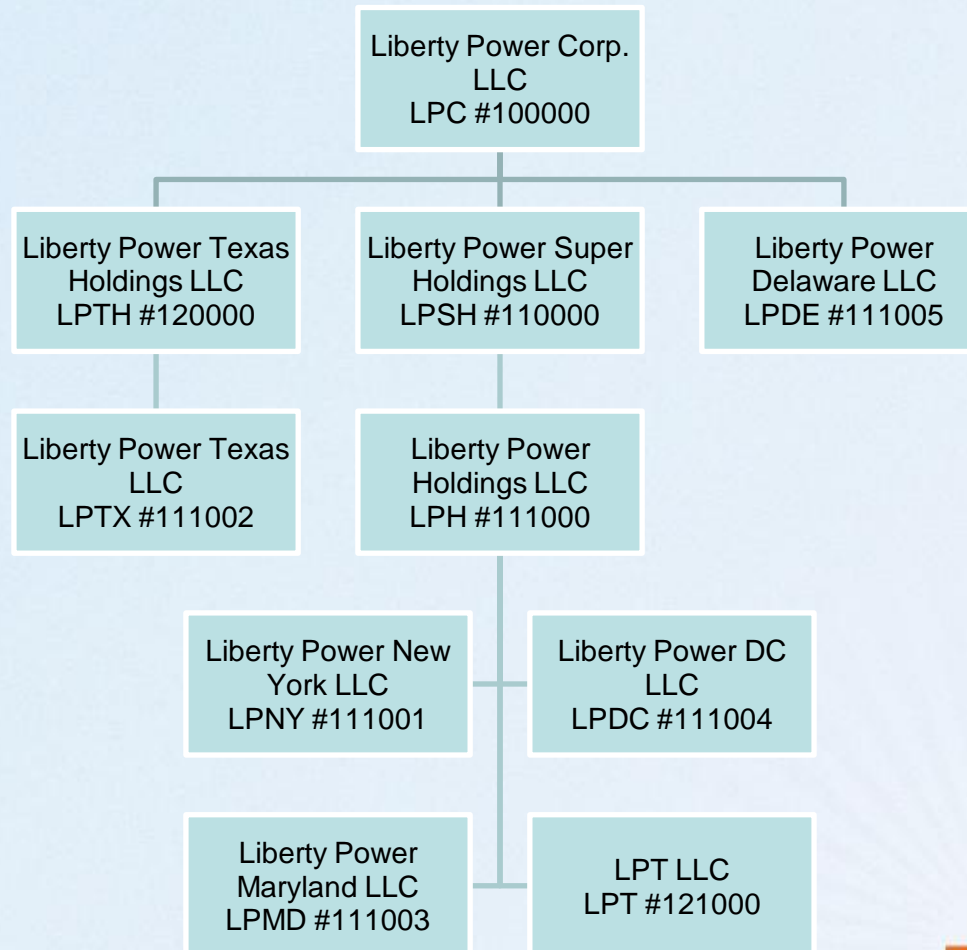 Liberty Power Corp.
LLC
LPC #100000
Liberty Power Texas
Holdings LLC
LPTH #120000
Liberty Power Super
Holdings LLC
LPSH #110000
Liberty Power
Delaware LLC
LPDE #111005
Liberty Power Texas
LLC
LPTX #111002
Liberty Power
Holdings LLC
LPH #111000
Liberty Power New
York LLC
LPNY #111001
Liberty Power DC
LLC
LPDC #111004
Liberty Power
Maryland LLC
LPMD #111003
LPT LLC
LPT #121000